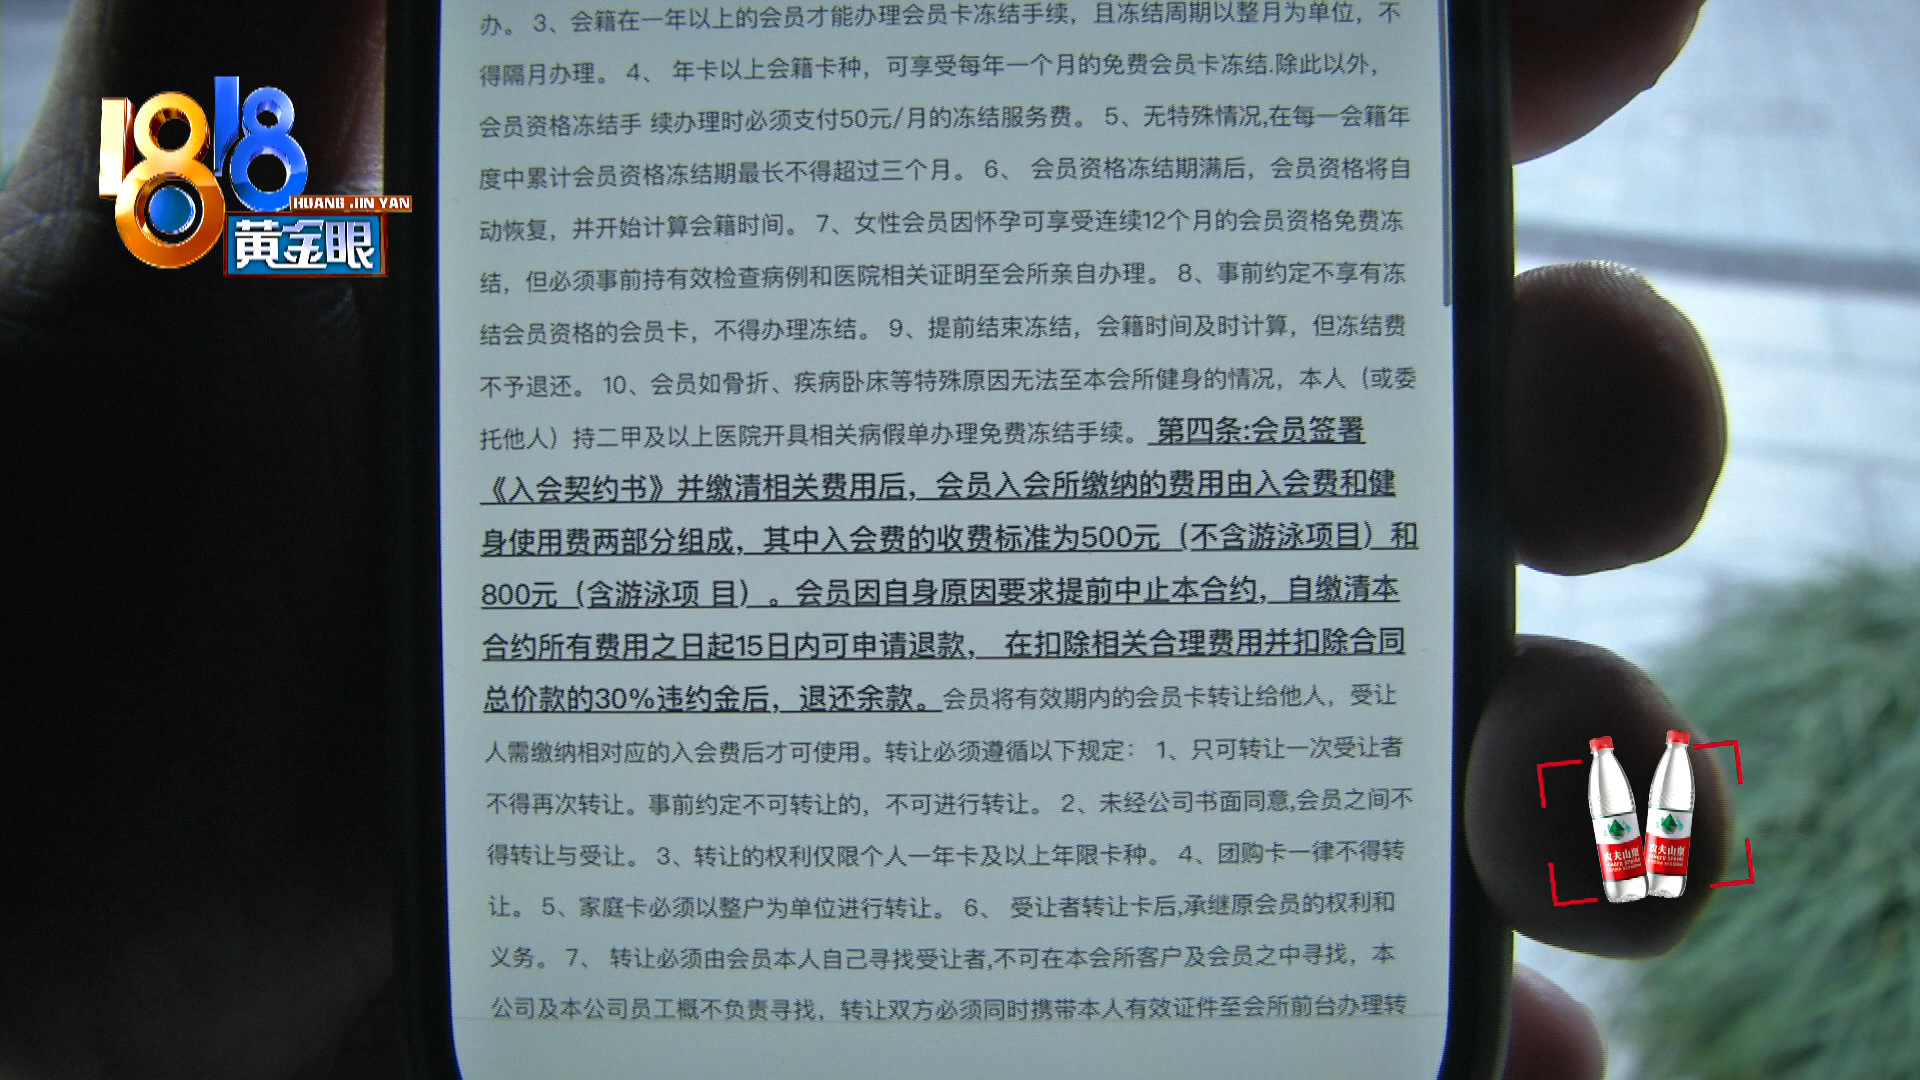 办。 3、会籍在一年以上的会员才能办理会员卡冻结手续，且冻结周期以整月为单位，不
得隔月办理。 4、 年卡以上会籍卡种，可享受每年一个月的免费会员卡冻结.除此以外，
会员资格冻结手 续办理时必须支付50元/月的冻结服务费。 5、无特殊情况,在每一会籍年
度中累计会员资格冻结期最长不得超过三个月。 6、 会员资格冻结期满后，会员资格将自
动恢复，并开始计算会籍时间。 7、女性会员因怀孕可享受连续12个月的会员资格免费冻
结，但必须事前持有效检查病例和医院相关证明至会所亲自办理。 8、事前约定不享有冻
结会员资格的会员卡，不得办理冻结。 9、提前结束冻结，会籍时间及时计算，但冻结费
不予退还。 10、会员如骨折、疾病卧床等特殊原因无法至本会所健身的情况，本人（或委
托他人）持二甲及以上医院开具相关病假单办理免费冻结手续。 第四条:会员签署
《入会契约书》并缴清相关费用后，会员入会所缴纳的费用由入会费和健
身使用费两部分组成，其中入会费的收费标准为500元（不含游泳项目）和
800元（含游泳项 目）。会员因自身原因要求提前中止本合约，自缴清本
合约所有费用之日起15日内可申请退款， 在扣除相关合理费用并扣除合同
总价款的30%违约金后，退还余款。会员将有效期内的会员卡转让给他人，受让
人需缴纳相对应的入会费后才可使用。转让必须遵循以下规定： 1、只可转让一次受让者
不得再次转让。事前约定不可转让的，不可进行转让。 2、未经公司书面同意,会员之间不
得转让与受让。 3、转让的权利仅限个人一年卡及以上年限卡种。 4、团购卡一律不得转
让。 5、家庭卡必须以整户为单位进行转让。 6、 受让者转让卡后,承继原会员的权利和
义务。 7、 转让必须由会员本人自己寻找受让者,不可在本会所客户及会员之中寻找，本
公司及本公司员工概不负责寻找，转让双方必须同时携带本人有效证件至会所前台办理转
1818
HUANG JIN YAN
黄金眼
农夫山泉
农夫山泉